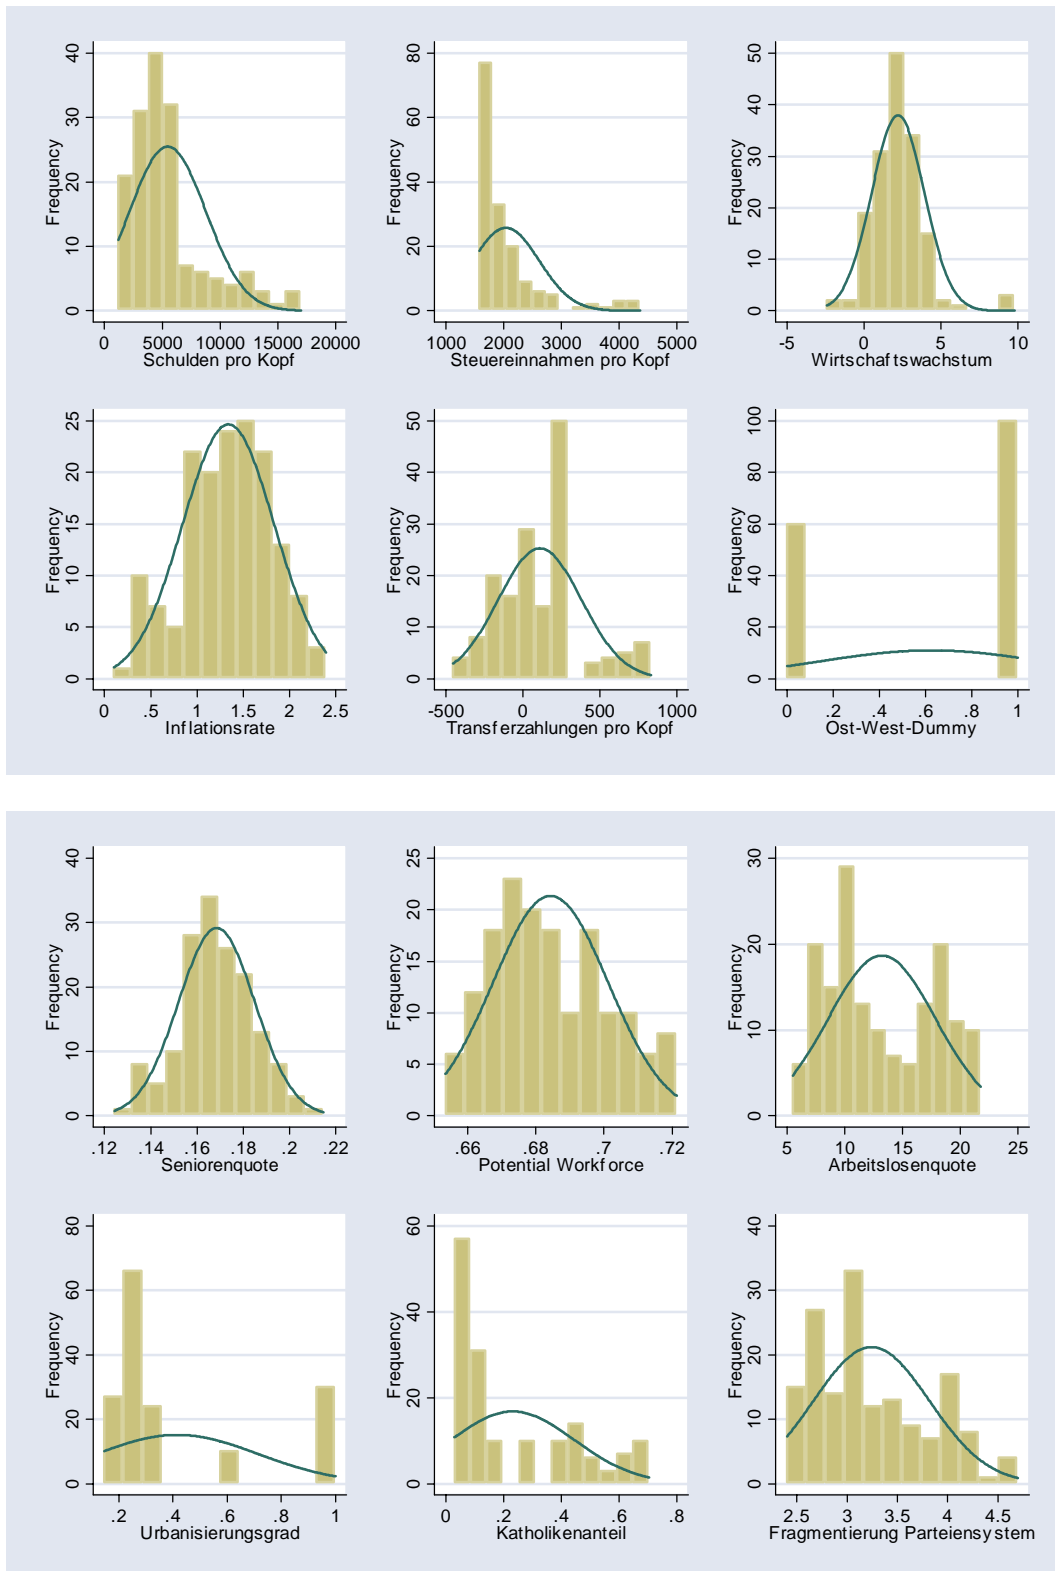 Frequency
0 10 20 30 40
0 5000 10000 15000 20000
Schulden pro Kopf
Frequency
0 20 40 60 80
1000 2000 3000 4000 5000
Steuereinnahmen pro Kopf
Frequency
0 10 20 30 40 50
-5 0 5 10
Wirtschaftswachstum
Frequency
0 5 10 15 20 25
0 .5 1 1.5 2 2.5
Inflationsrate
Frequency
0 10 20 30 40 50
-500 0 500 1000
Transferzahlungen pro Kopf
Frequency
0 20 40 60 80 100
0 .2 .4 .6 .8 1
Ost-West-Dummy
Frequency
0 10 20 30 40
.12 .14 .16 .18 .2 .22
Seniorenquote
Frequency
0 5 10 15 20 25
.66 .68 .7 .72
Potential Workforce
Frequency
0 10 20 30
5 10 15 20 25
Arbeitslosenquote
Frequency
0 20 40 60 80
.2 .4 .6 .8 1
Urbanisierungsgrad
Frequency
0 20 40 60
0 .2 .4 .6 .8
Katholikenanteil
Frequency
0 10 20 30 40
2.5 3 3.5 4 4.5
Fragmentierung Parteiensystem